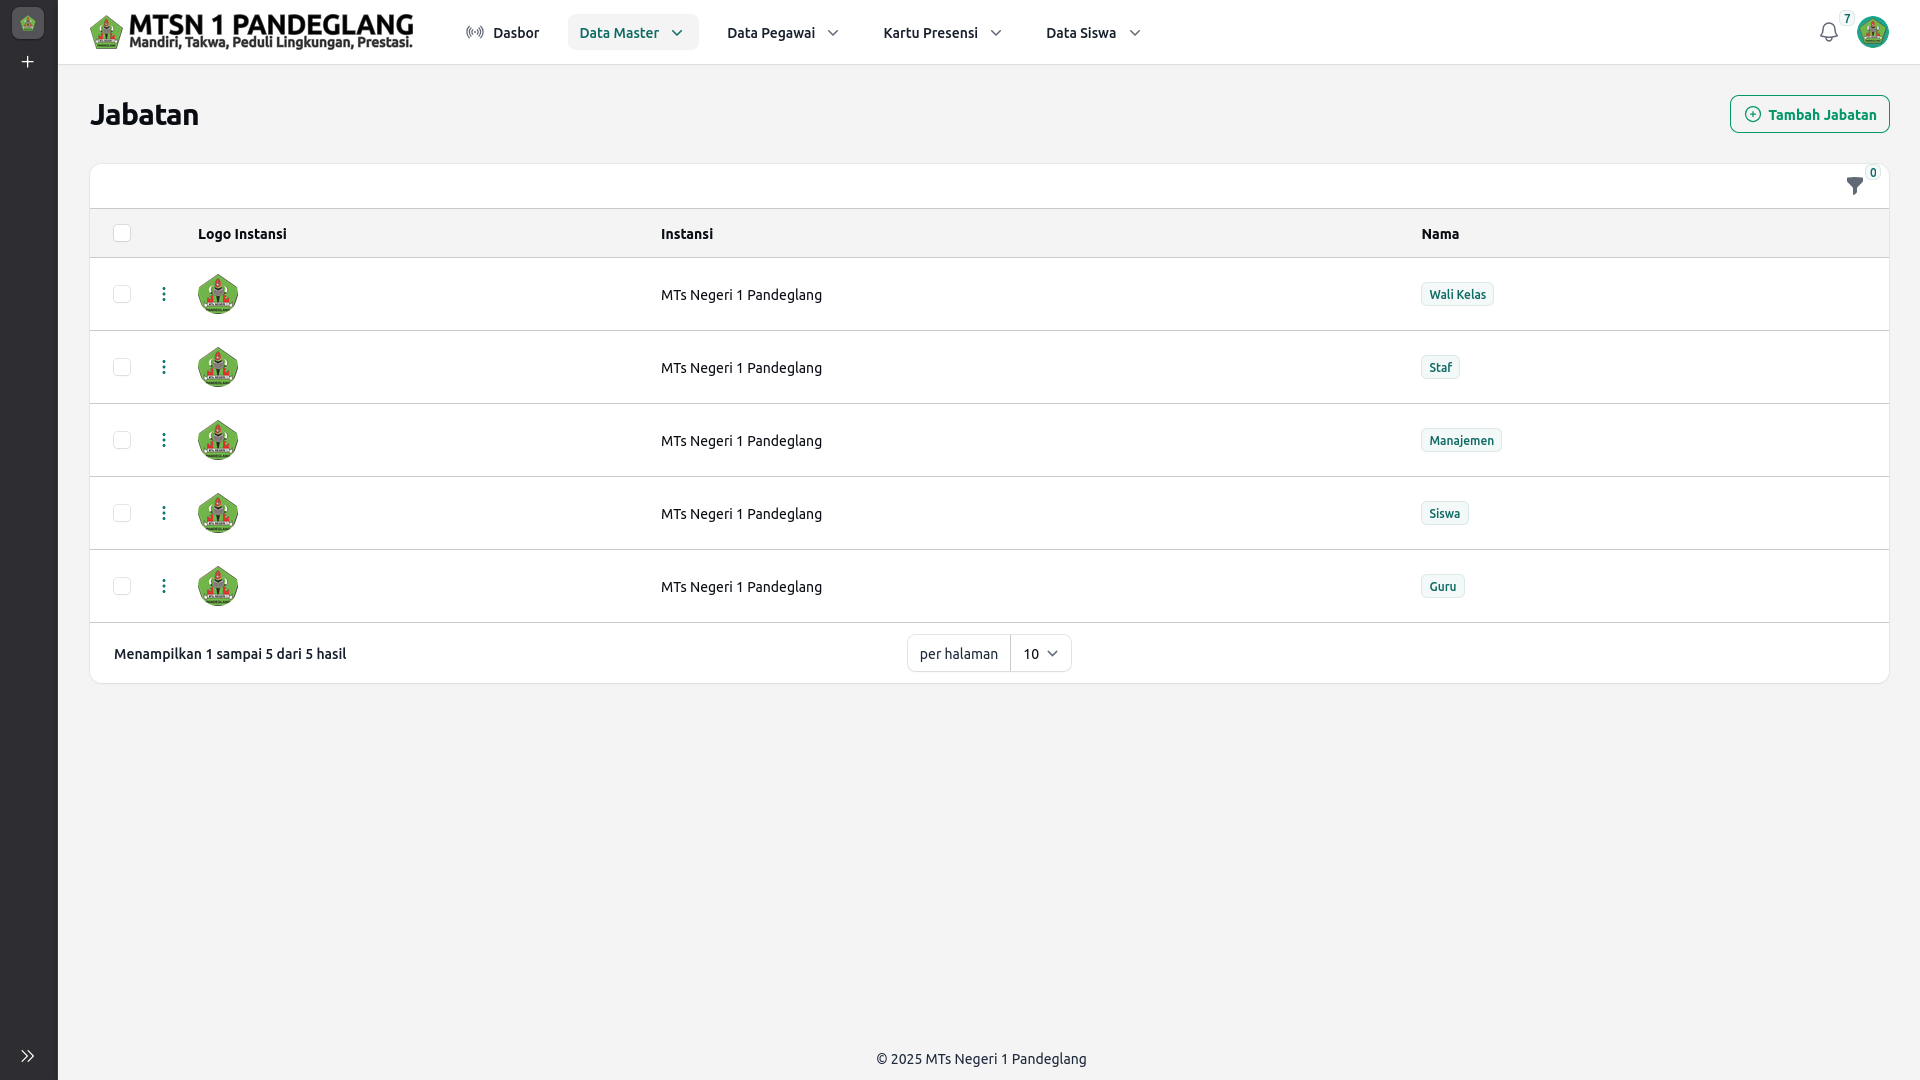 MTSN 1 PANDEGLANG
Mandiri, Takwa, Peduli Lingkungan, Prestasi.
Dasbor
Data Master
Data Pegawai
Kartu Presensi
Data Siswa
7
Jabatan
Tambah Jabatan
0
Logo Instansi Instansi Nama
MTs Negeri 1 Pandeglang Wali Kelas
MTs Negeri 1 Pandeglang Staf
MTs Negeri 1 Pandeglang Manajemen
MTs Negeri 1 Pandeglang Siswa
MTs Negeri 1 Pandeglang Guru
Menampilkan 1 sampai 5 dari 5 hasil
per halaman 10
© 2025 MTs Negeri 1 Pandeglang